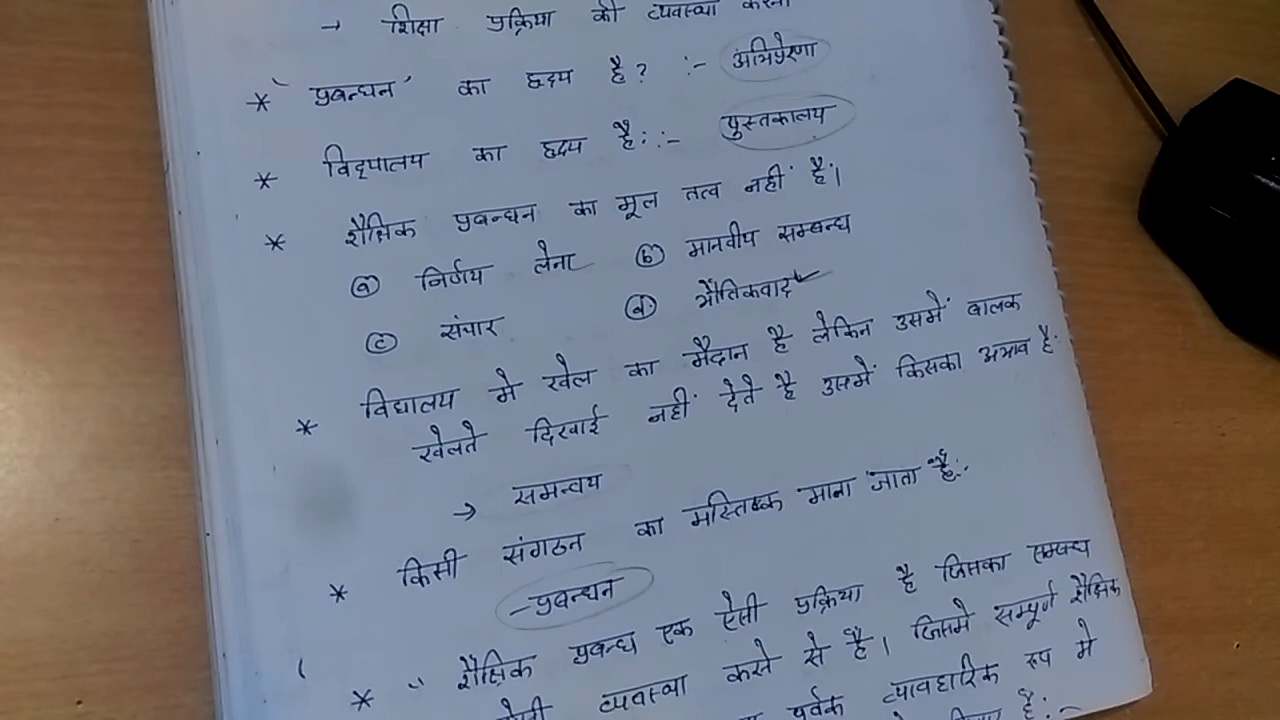 → शिक्षा प्रक्रिया की व्यवस्था करना
* "प्रबन्धन" का हृदय है? :- अभिप्रेरणा
* विद्यालय का हृदय है::- पुस्तकालय
* शैक्षिक प्रबन्धन का मूल तत्व नहीं है।
(a) निर्णय लेना (b) मानवीय सम्बन्ध
(c) संचार (d) भौतिकवाद ✓
* विद्यालय मे खेल का मैदान है लेकिन उसमें बालक
खेलते दिखाई नहीं देते है उसमें किसका अभाव है:
→ समन्वय
* किसी संगठन का मस्तिष्क माना जाता है:
- प्रबन्धन
* "शैक्षिक प्रबन्ध एक ऐसी प्रक्रिया है जिसका सम्बन्ध
व्यवस्था करने से है। जिसमे सम्पूर्ण शैक्षिक
पूर्वक व्यावहारिक रूप मे
है:-